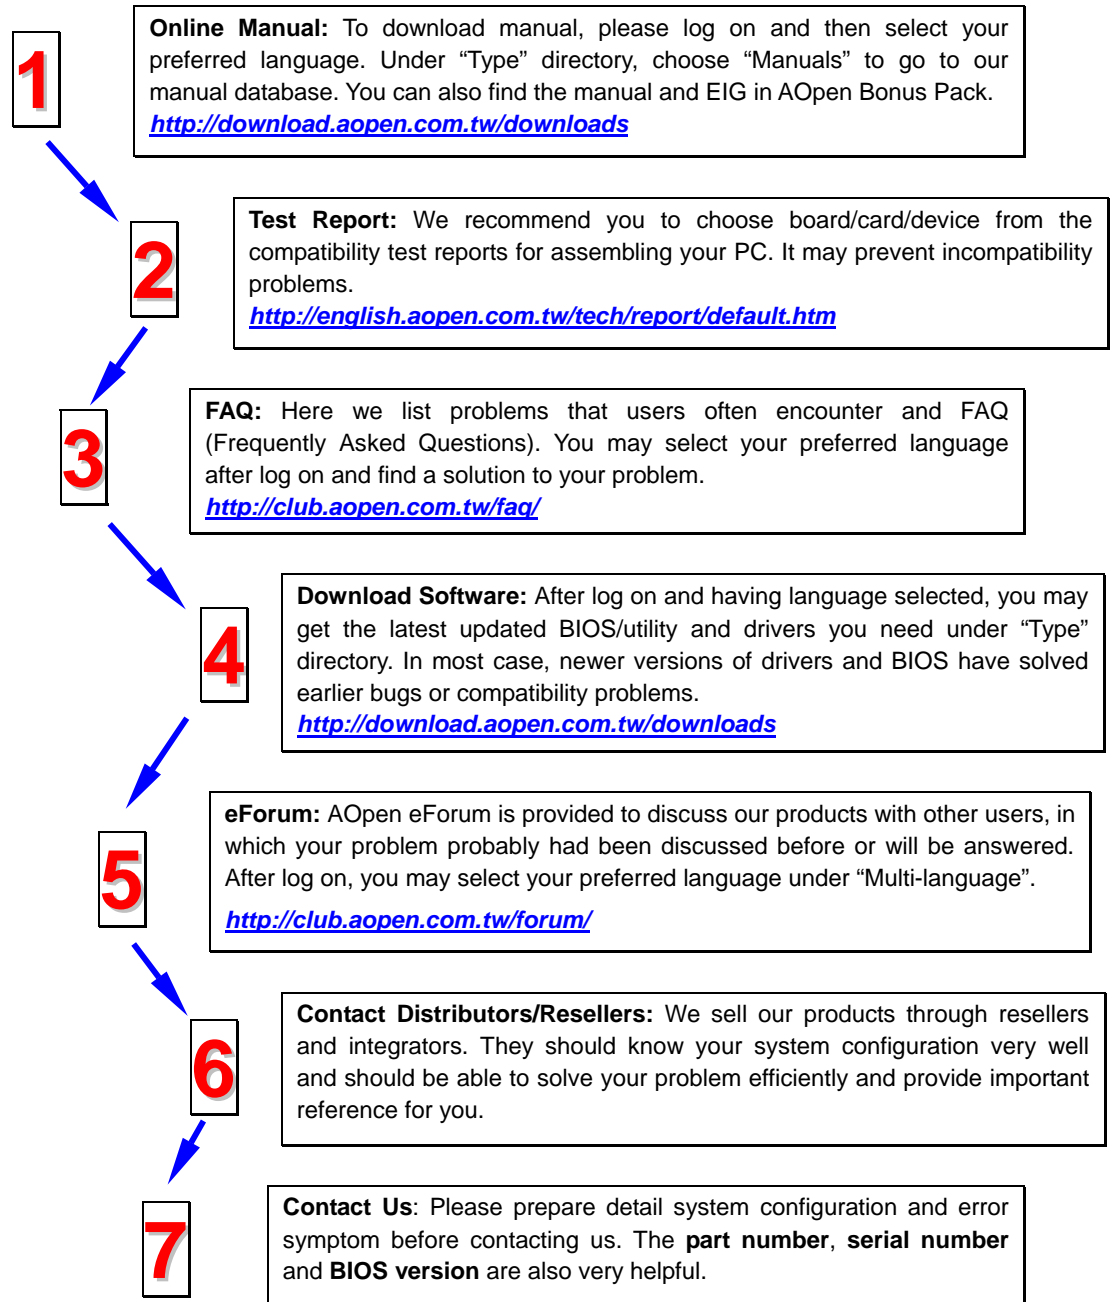 1
Online Manual: To download manual, please log on and then select your
preferred language. Under “Type” directory, choose “Manuals” to go to our
manual database. You can also find the manual and EIG in AOpen Bonus Pack.
http://download.aopen.com.tw/downloads
2
Test Report: We recommend you to choose board/card/device from the
compatibility test reports for assembling your PC. It may prevent incompatibility
problems.
http://english.aopen.com.tw/tech/report/default.htm
3
FAQ: Here we list problems that users often encounter and FAQ
(Frequently Asked Questions). You may select your preferred language
after log on and find a solution to your problem.
http://club.aopen.com.tw/faq/
4
Download Software: After log on and having language selected, you may
get the latest updated BIOS/utility and drivers you need under “Type”
directory. In most case, newer versions of drivers and BIOS have solved
earlier bugs or compatibility problems.
http://download.aopen.com.tw/downloads
5
eForum: AOpen eForum is provided to discuss our products with other users, in
which your problem probably had been discussed before or will be answered.
After log on, you may select your preferred language under “Multi-language”.
http://club.aopen.com.tw/forum/
6
Contact Distributors/Resellers: We sell our products through resellers
and integrators. They should know your system configuration very well
and should be able to solve your problem efficiently and provide important
reference for you.
7
Contact Us: Please prepare detail system configuration and error
symptom before contacting us. The part number, serial number
and BIOS version are also very helpful.